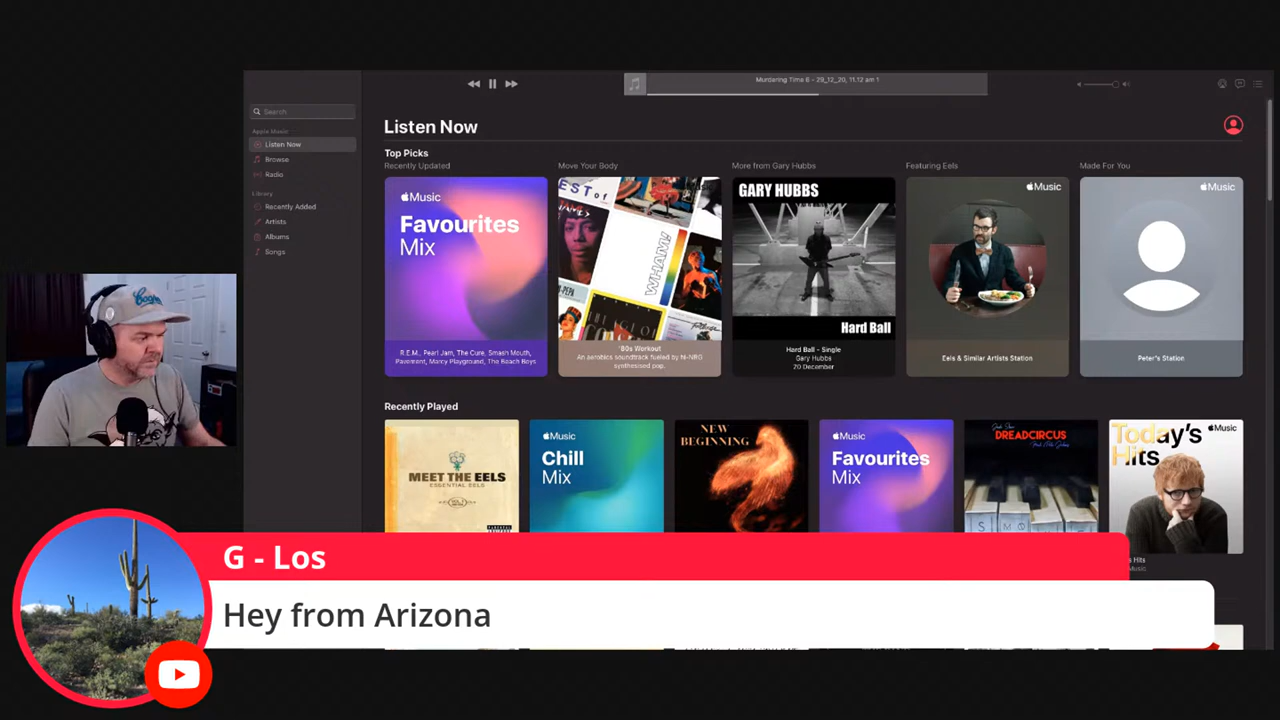 Murdering Time 8 – 29_12_20, 11.12 am 1
Search
Apple Music
Listen Now
Browse
Radio
Library
Recently Added
Artists
Albums
Songs
Listen Now
Top Picks
Recently Updated
Move Your Body
More from Gary Hubbs
Featuring Eels
Made For You
Music
Favourites
Mix
R.E.M., Pearl Jam, The Cure, Smash Mouth,
Pavement, Marcy Playground, The Beach Boys
WHAM!
'80s Workout
An aerobics soundtrack fueled by hi-NRG
synthesised pop.
GARY HUBBS
Hard Ball
Hard Ball - Single
Gary Hubbs
20 December
Music
Eels & Similar Artists Station
Music
Peter's Station
Recently Played
MEET THE EELS
ESSENTIAL EELS
Music
Chill
Mix
NEW
BEGINNING
Music
Favourites
Mix
DREADCIRCUS
Music
Today's
Hits
Hits
Music
G - Los
Hey from Arizona